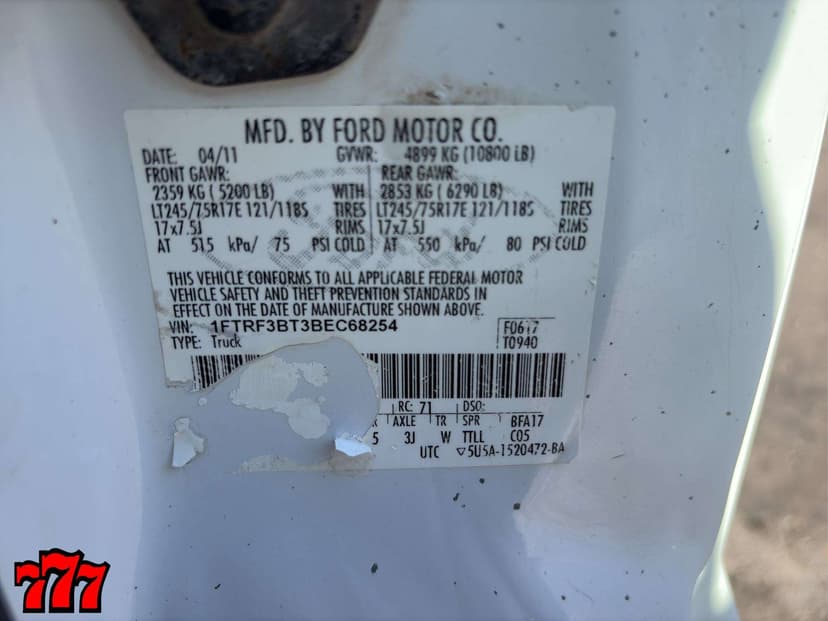 MFD. BY FORD MOTOR CO.
DATE: 04/11 GVWR: 4899 KG (10800 LB)
FRONT GAWR: REAR GAWR:
2359 KG ( 5200 LB) WITH 2853 KG ( 6290 LB) WITH
LT245/75R17E 121/118S TIRES LT245/75R17E 121/118S TIRES
17x7.5J RIMS 17x7.5J RIMS
AT 515 kPa/ 75 PSI COLD AT 550 kPa/ 80 PSI COLD
THIS VEHICLE CONFORMS TO ALL APPLICABLE FEDERAL MOTOR
VEHICLE SAFETY AND THEFT PREVENTION STANDARDS IN
EFFECT ON THE DATE OF MANUFACTURE SHOWN ABOVE.
VIN: 1FTRF3BT3BEC68254 F0617
TYPE: Truck T0940
RC: 71 DSO:
R AXLE TR SPR BFA17
5 3J W TTLL C05
UTC ▽5U5A-1520472-BA
777